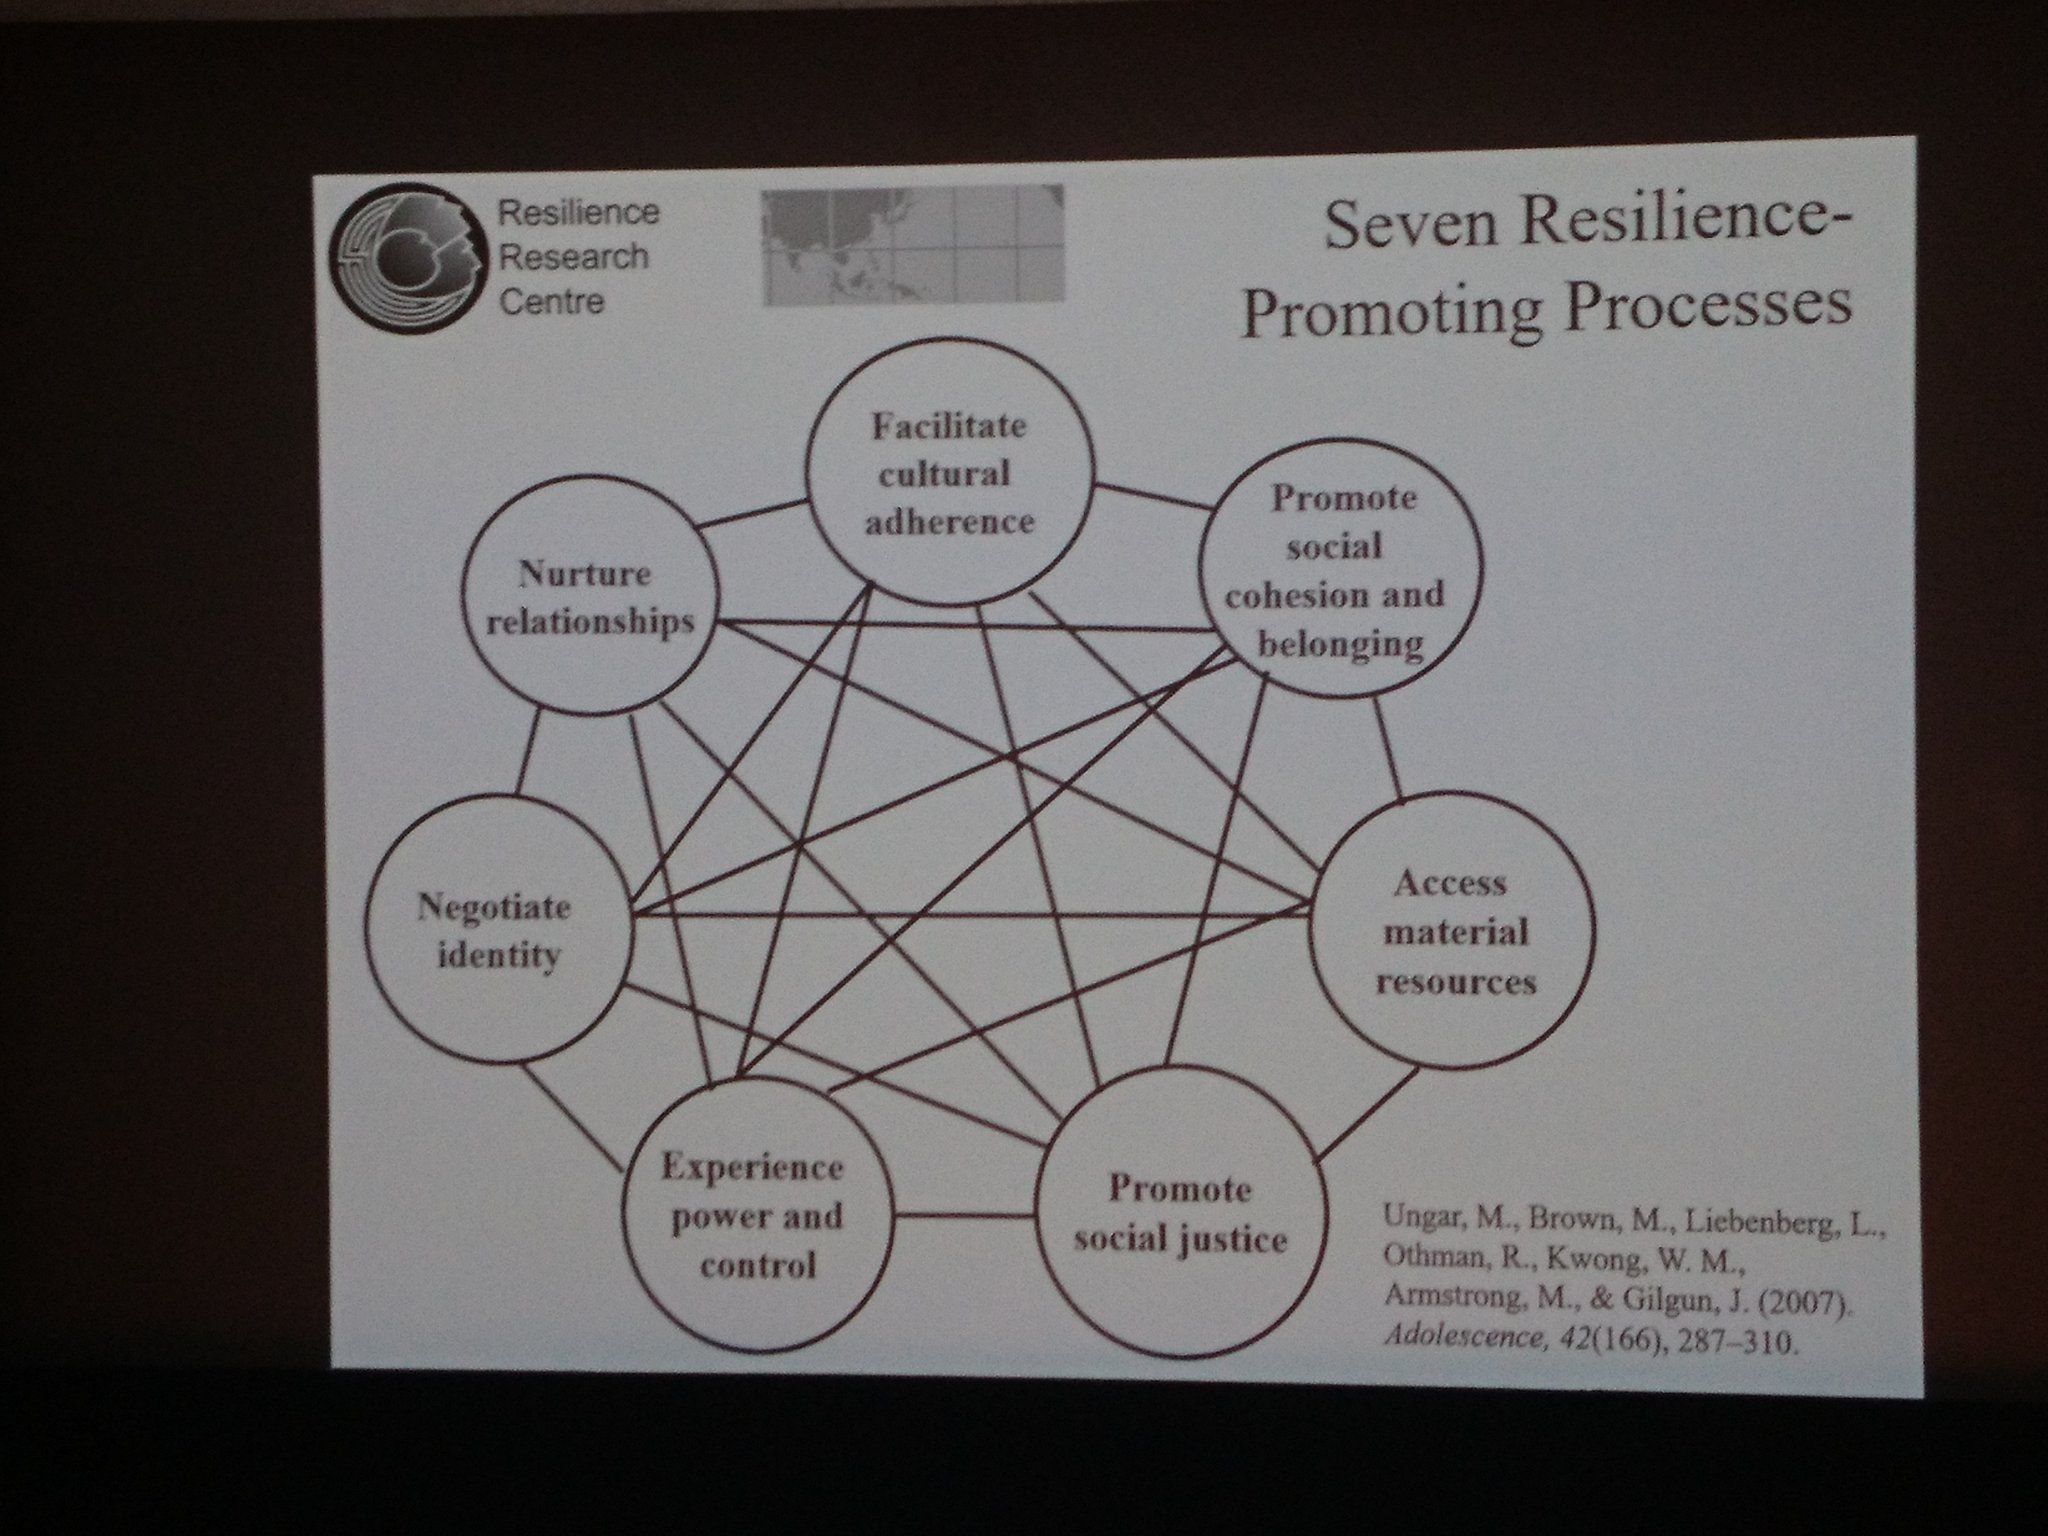 Resilience
Research
Centre
Seven Resilience-
Promoting Processes
Facilitate
cultural
adherence
Promote
social
cohesion and
belonging
Nurture
relationships
Access
material
resources
Negotiate
identity
Experience
power and
control
Promote
social justice
Ungar, M., Brown, M., Liebenberg, L.,
Othman, R., Kwong, W. M.,
Armstrong, M., & Gilgun, J. (2007).
Adolescence, 42(166), 287–310.